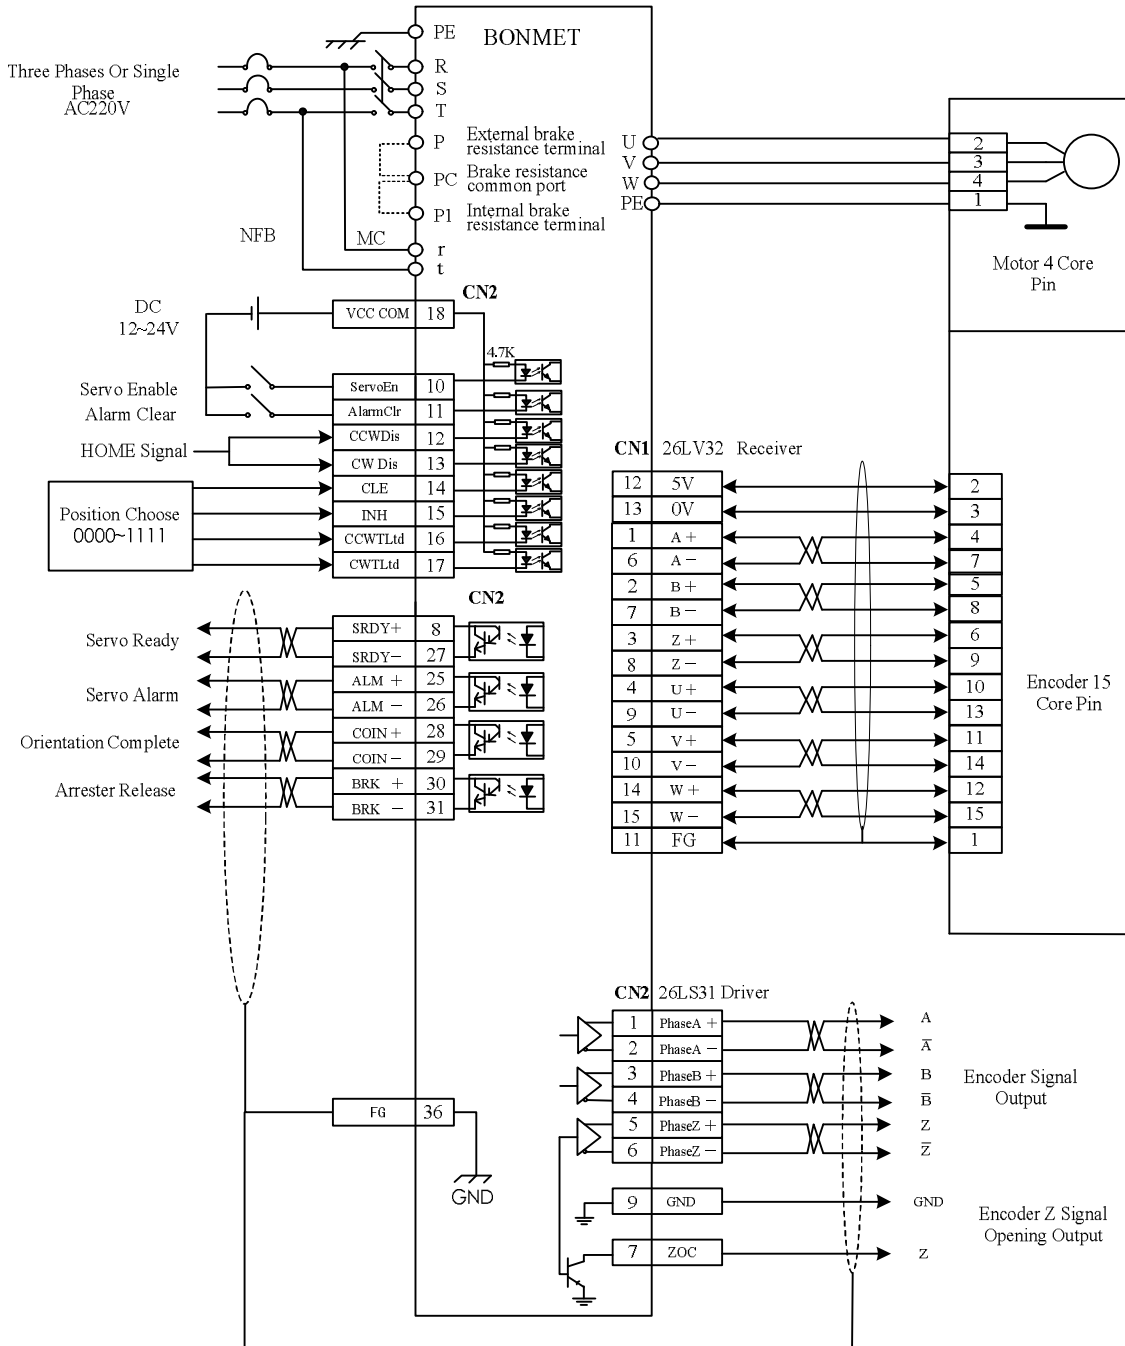 BONMET
PE
R
S
T
Three Phases Or Single
Phase
AC220V
P
External brake
resistance terminal
PC
Brake resistance
common port
P1
Internal brake
resistance terminal
NFB
MC
r
t
U
V
W
PE
2
3
4
1
Motor 4 Core
Pin
DC
12~24V
CN2
VCC COM 18
4.7K
Servo Enable
Alarm Clear
HOME Signal
Position Choose
0000~1111
ServoEn 10
AlarmClr 11
CCWDis 12
CW Dis 13
CLE 14
INH 15
CCWTLtd 16
CWTLtd 17
CN2
Servo Ready
SRDY+ 8
SRDY− 27
Servo Alarm
ALM + 25
ALM − 26
Orientation Complete
COIN + 28
COIN − 29
Arrester Release
BRK + 30
BRK − 31
CN1 26LV32 Receiver
12 5V 2
13 0V 3
1 A+ 4
6 A− 7
2 B+ 5
7 B− 8
3 Z+ 6
8 Z− 9
4 U+ 10
9 U− 13
5 V+ 11
10 V− 14
14 W+ 12
15 W− 15
11 FG 1
Encoder 15
Core Pin
CN2 26LS31 Driver
1 PhaseA + A
2 PhaseA − A̅
3 PhaseB + B
4 PhaseB − B̅
5 PhaseZ + Z
6 PhaseZ − Z̅
Encoder Signal
Output
FG 36
GND
9 GND GND
7 ZOC Z
Encoder Z Signal
Opening Output